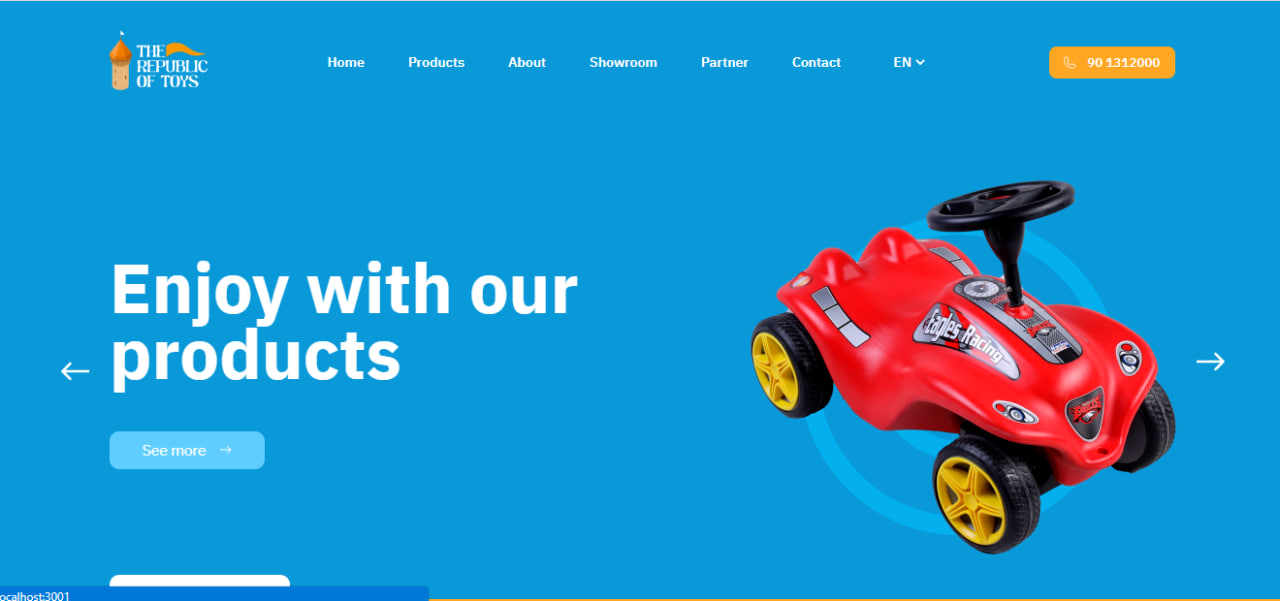 THE
REPUBLIC
OF TOYS
Home
Products
About
Showroom
Partner
Contact
EN
90 1312000
Enjoy with our
products
See more
Eagles Racing
ocalhost:3001